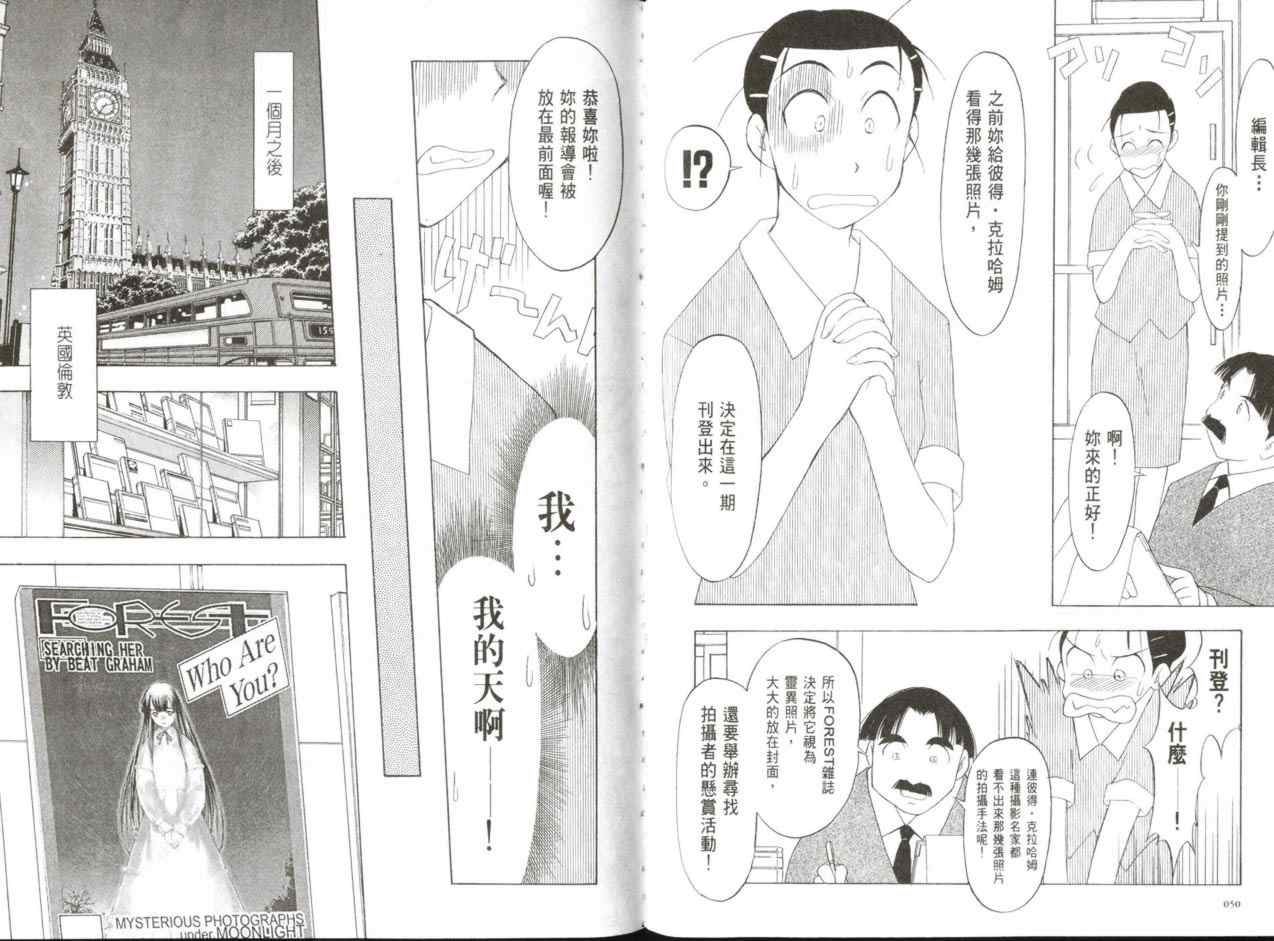 コソコソ
編輯長…
你剛剛提到的照片…
啊！
妳來的正好！
之前妳給彼得・克拉哈姆
看得那幾張照片，
!?
決定在這一期
刊登出來。
刊登？
什麼
！
連彼得・克拉哈姆
這種攝影名家都
看不出來那幾張照片
的拍攝手法呢！
所以FOREST雜誌
決定將它視為
靈異照片，
大大的放在封面，
還要舉辦尋找
拍攝者的懸賞活動！
050
恭喜妳啦！
妳的報導會被
放在最前面喔！
げ〜ん
我…
我的天啊——！
一個月之後
159
英國倫敦
FOREST
SEARCHING HER
BY BEAT GRAHAM
Who Are
You?
MYSTERIOUS PHOTOGRAPHS
under MOONLIGHT